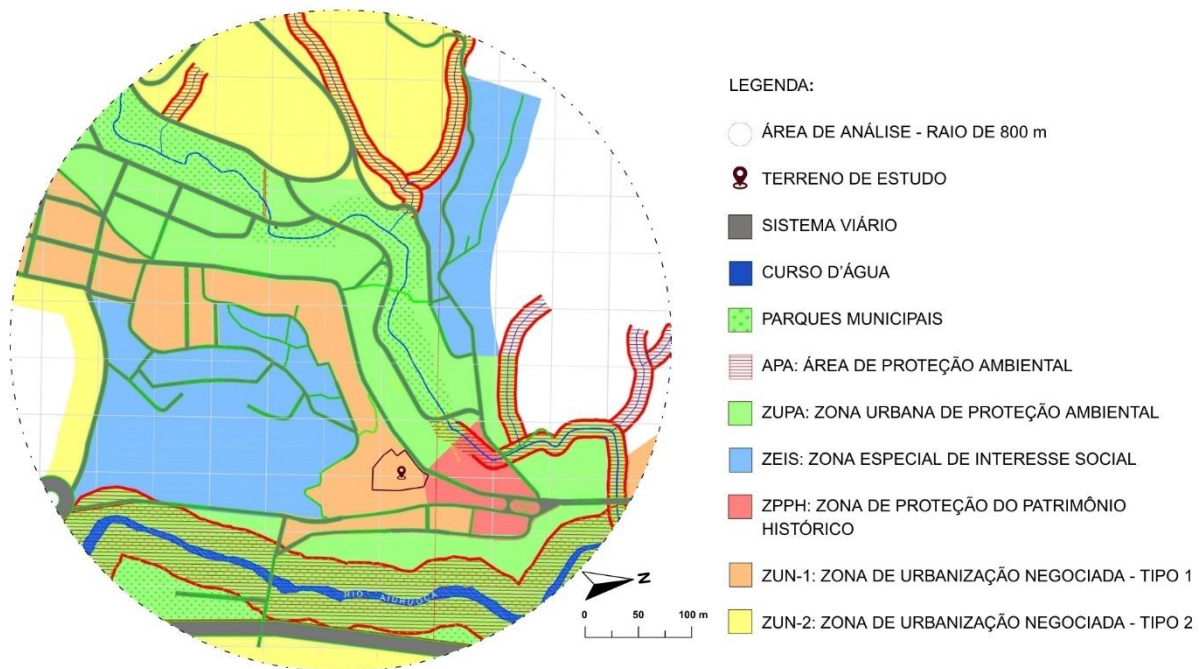 LEGENDA:
ÁREA DE ANÁLISE - RAIO DE 800 m
TERRENO DE ESTUDO
SISTEMA VIÁRIO
CURSO D'ÁGUA
PARQUES MUNICIPAIS
APA: ÁREA DE PROTEÇÃO AMBIENTAL
ZUPA: ZONA URBANA DE PROTEÇÃO AMBIENTAL
ZEIS: ZONA ESPECIAL DE INTERESSE SOCIAL
ZPPH: ZONA DE PROTEÇÃO DO PATRIMÔNIO
HISTÓRICO
ZUN-1: ZONA DE URBANIZAÇÃO NEGOCIADA - TIPO 1
ZUN-2: ZONA DE URBANIZAÇÃO NEGOCIADA - TIPO 2
N
0 50 100 m
RIO